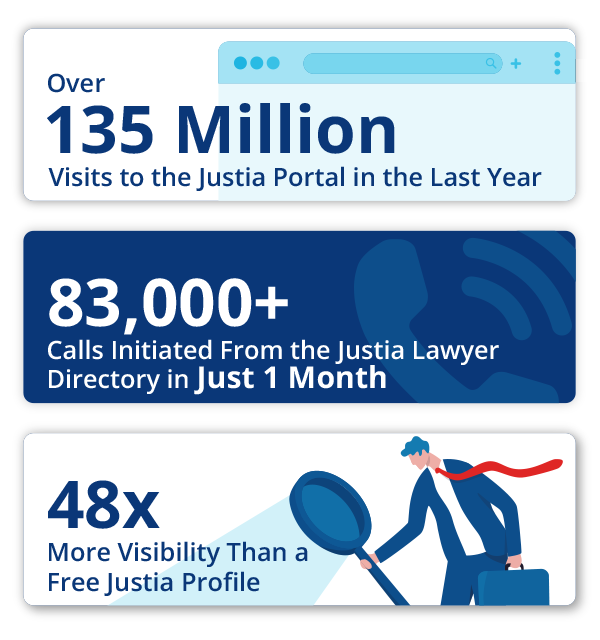 Over
135 Million
Visits to the Justia Portal in the Last Year
83,000+
Calls Initiated From the Justia Lawyer
Directory in Just 1 Month
48x
More Visibility Than a
Free Justia Profile